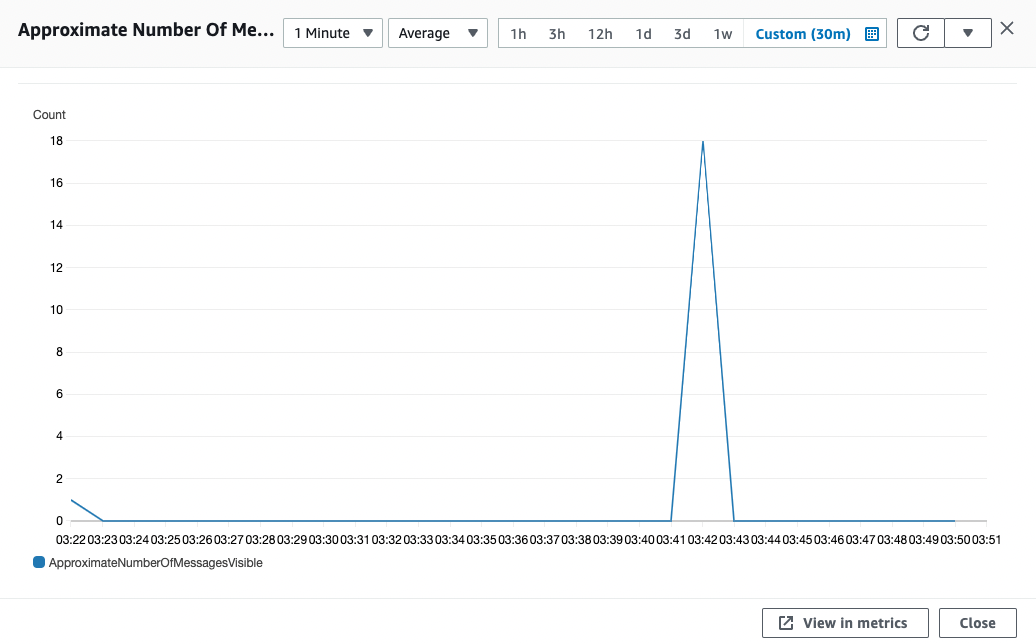 Approximate Number Of Me... 1 Minute Average 1h 3h 12h 1d 3d 1w Custom (30m)
Count
18
16
14
12
10
8
6
4
2
0
03:22 03:23 03:24 03:25 03:26 03:27 03:28 03:29 03:30 03:31 03:32 03:33 03:34 03:35 03:36 03:37 03:38 03:39 03:40 03:41 03:42 03:43 03:44 03:45 03:46 03:47 03:48 03:49 03:50 03:51
ApproximateNumberOfMessagesVisible
View in metrics Close